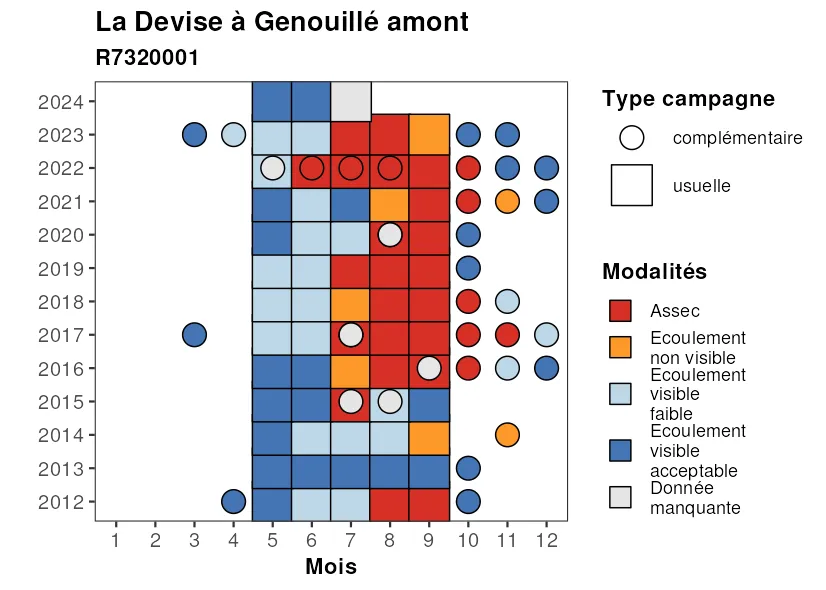 La Devise à Genouillé amont
R7320001
2024
2023
2022
2021
2020
2019
2018
2017
2016
2015
2014
2013
2012
1 2 3 4 5 6 7 8 9 10 11 12
Mois
Type campagne
complémentaire
usuelle
Modalités
Assec
Ecoulement
non visible
Ecoulement
visible
faible
Ecoulement
visible
acceptable
Donnée
manquante